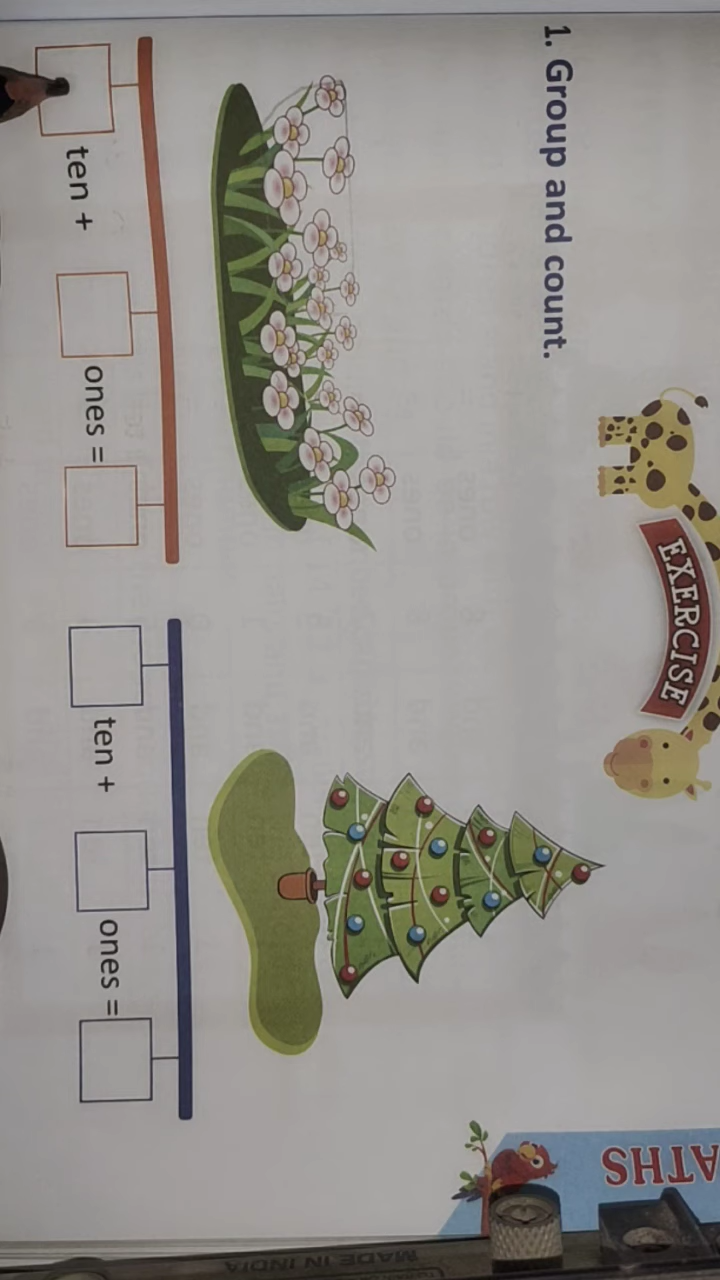 EXERCISE
1. Group and count.
ten + ones =
ten + ones =
ATHS
MADE IN INDIA